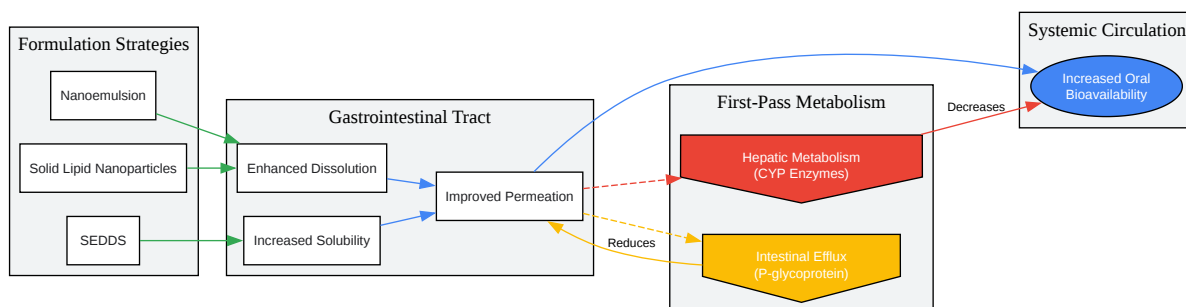 Formulation Strategies
Nanoemulsion
Solid Lipid Nanoparticles
SEDDS
Gastrointestinal Tract
Enhanced Dissolution
Increased Solubility
Improved Permeation
First-Pass Metabolism
Hepatic Metabolism
(CYP Enzymes)
Intestinal Efflux
(P-glycoprotein)
Reduces
Decreases
Systemic Circulation
Increased Oral
Bioavailability